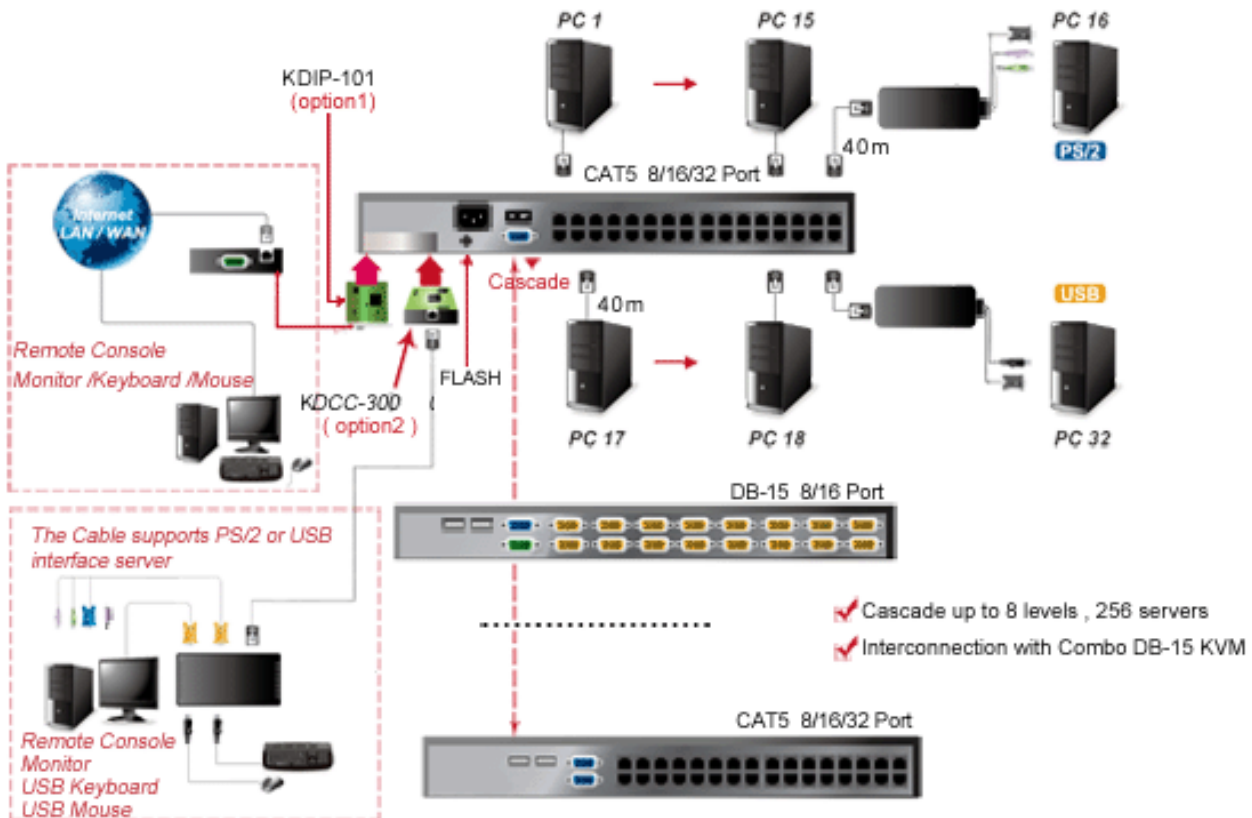 PC 1
PC 15
PC 16
KDIP-101
(option1)
40m
PS/2
CAT5 8/16/32 Port
Internet
LAN / WAN
Cascade
40m
USB
Remote Console
Monitor /Keyboard /Mouse
FLASH
KDCC-300
( option2 )
PC 17
PC 18
PC 32
DB-15 8/16 Port
The Cable supports PS/2 or USB
interface server
Cascade up to 8 levels , 256 servers
Interconnection with Combo DB-15 KVM
CAT5 8/16/32 Port
Remote Console
Monitor
USB Keyboard
USB Mouse